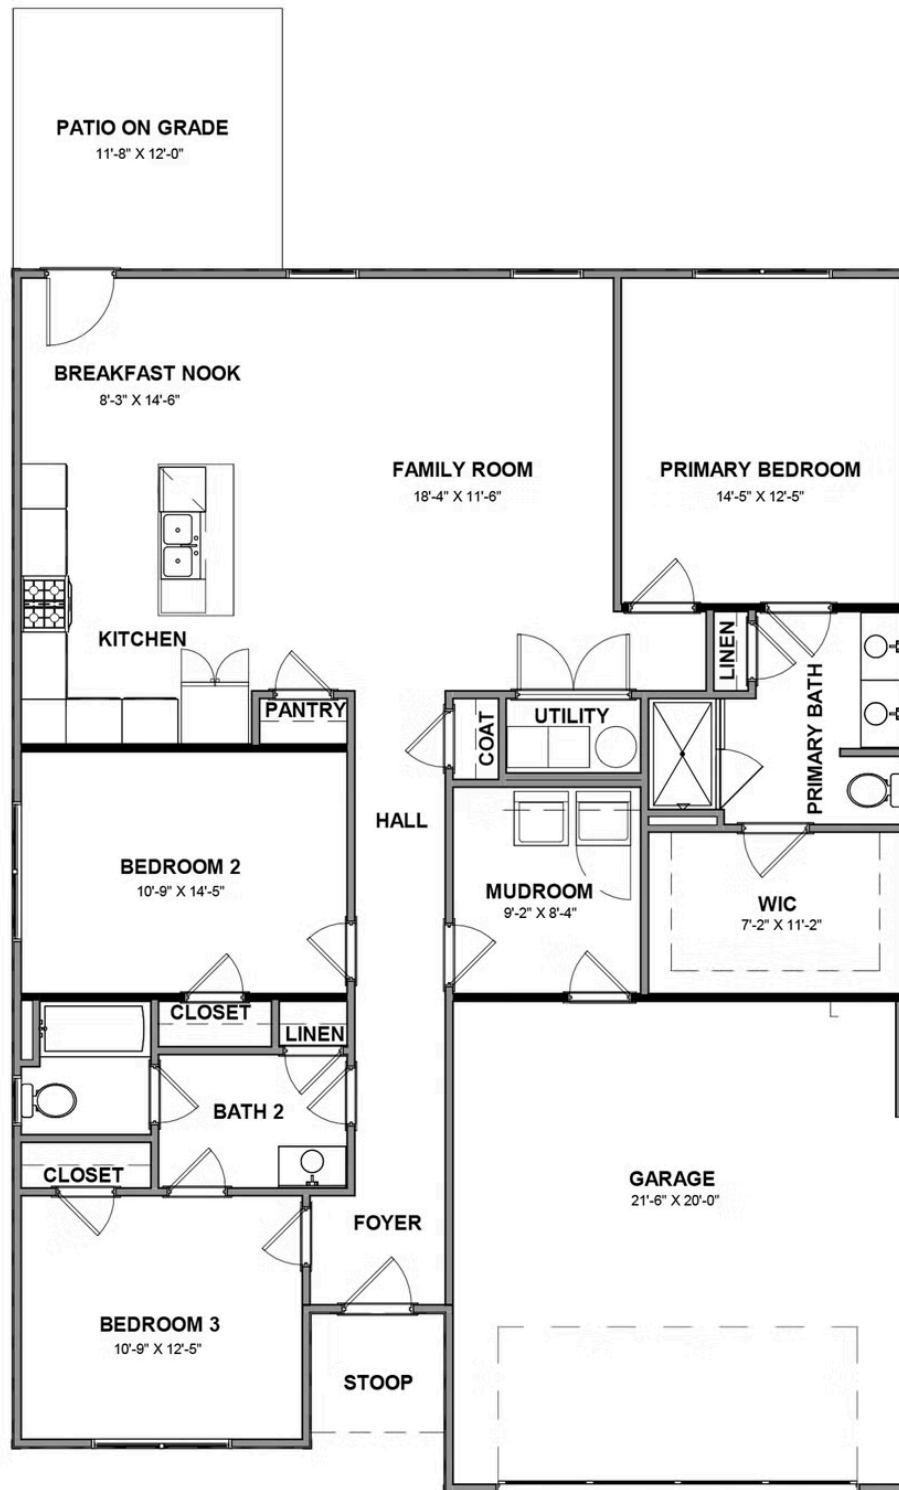 PATIO ON GRADE
11'-8" X 12'-0"
BREAKFAST NOOK
8'-3" X 14'-6"
FAMILY ROOM
18'-4" X 11'-6"
PRIMARY BEDROOM
14'-5" X 12'-5"
KITCHEN
LINEN
PANTRY
COAT
UTILITY
PRIMARY BATH
HALL
BEDROOM 2
10'-9" X 14'-5"
MUDROOM
9'-2" X 8'-4"
WIC
7'-2" X 11'-2"
CLOSET
LINEN
BATH 2
CLOSET
GARAGE
21'-6" X 20'-0"
FOYER
BEDROOM 3
10'-9" X 12'-5"
STOOP